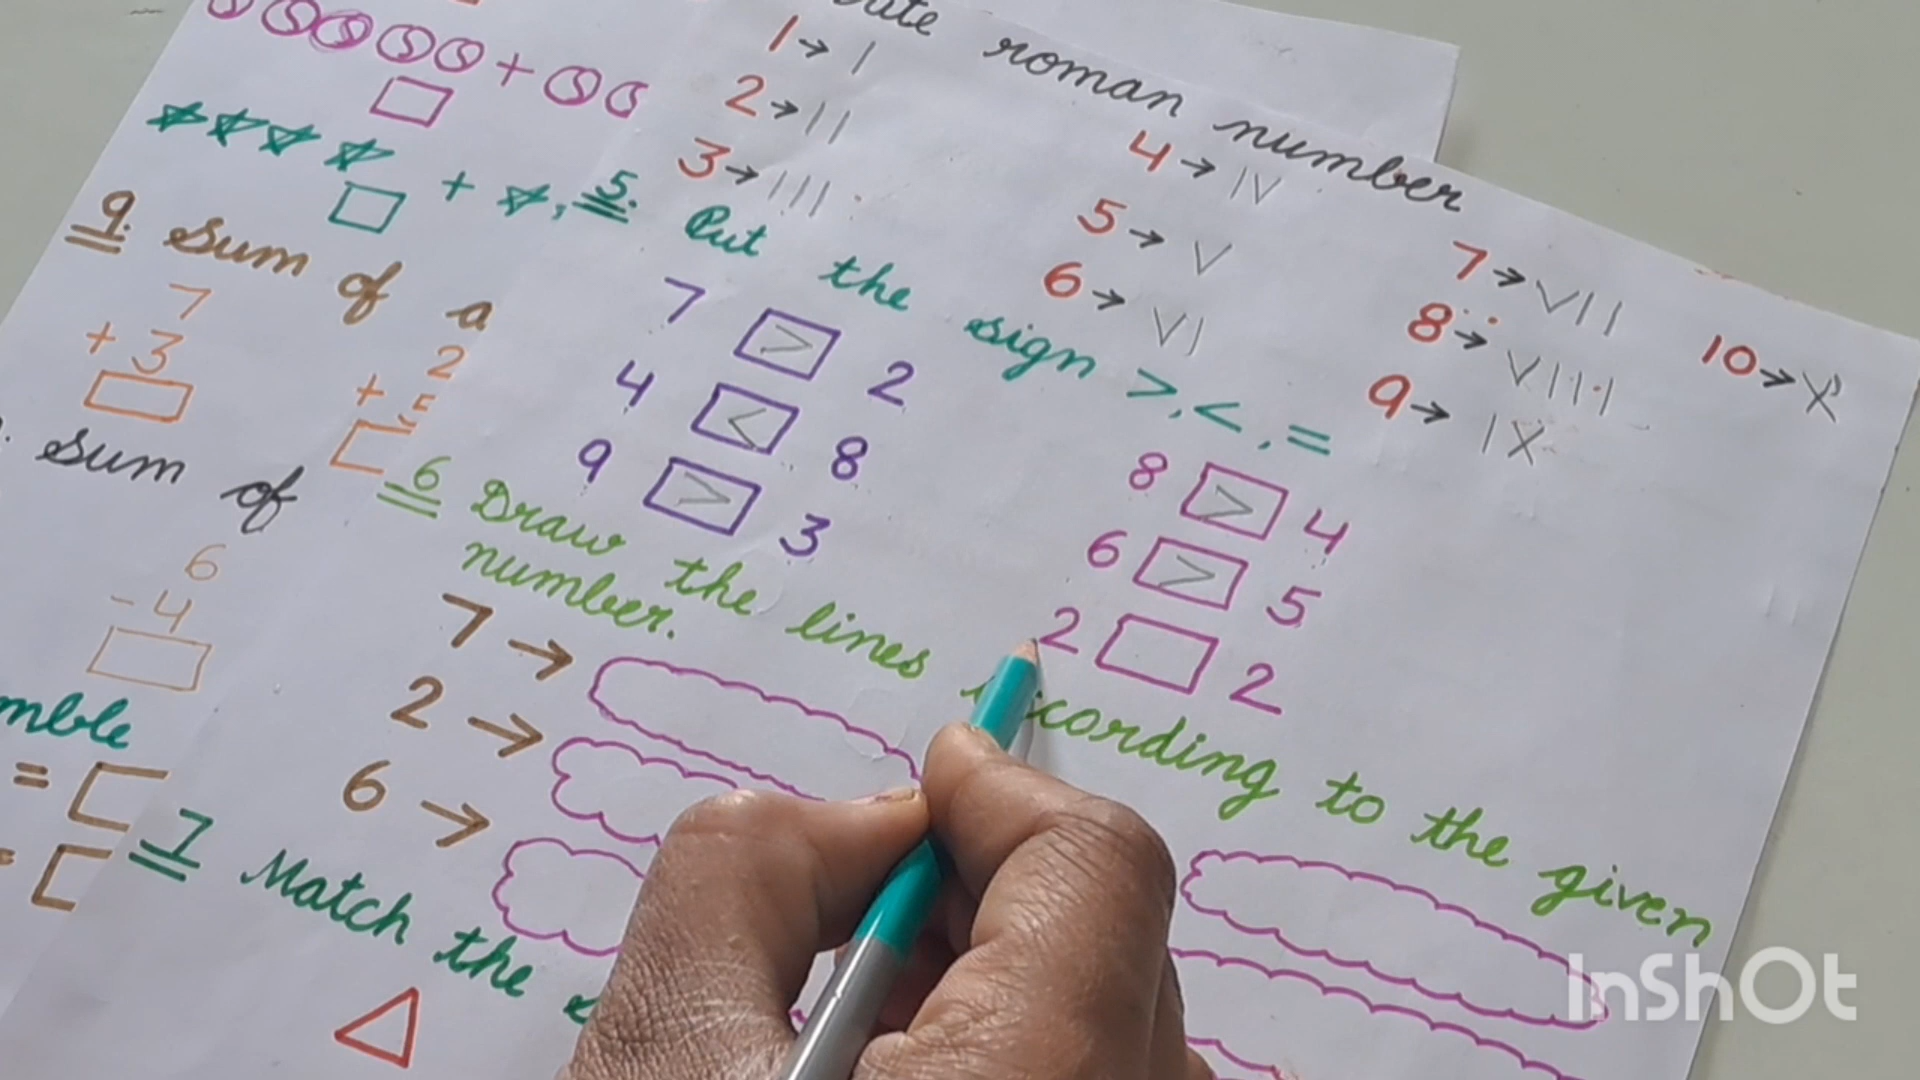 roman number
1 → I
2 → II
3 → III
4 → IV
5 → V
6 → VI
7 → VII
8 → VIII
9 → IX
10 → X
5. Put the sign >, <, =
7 > 2
4 < 8
9 > 3
8 > 4
6 > 5
2 2
6 Draw the lines according to the given
number.
7 →
2 →
6 →
7 Match the
+
+
9. Sum of a
7
+ 3
2
+ 5
Sum of
6
- 4
=
InShOt